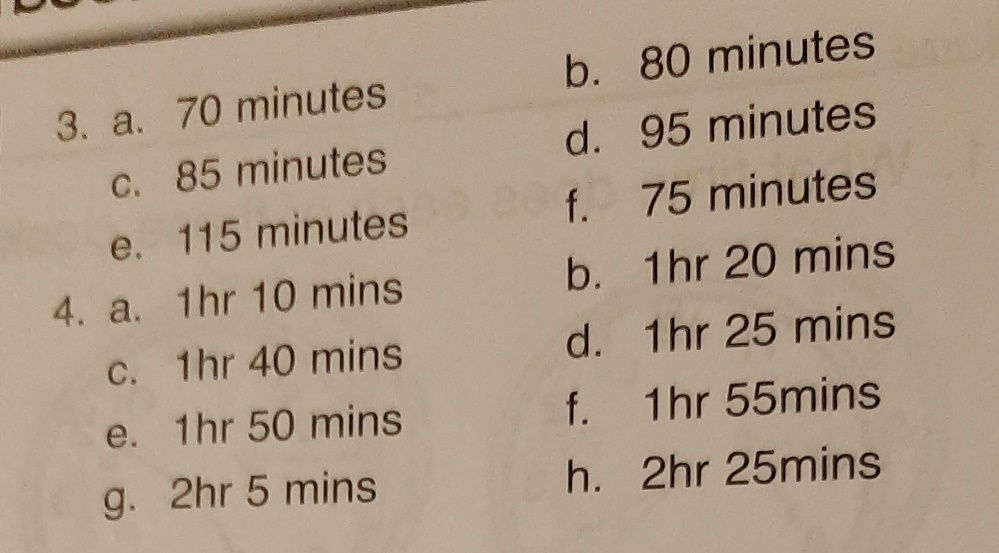 3. a. 70 minutes b. 80 minutes
c. 85 minutes d. 95 minutes
e. 115 minutes f. 75 minutes
4. a. 1hr 10 mins b. 1hr 20 mins
c. 1hr 40 mins d. 1hr 25 mins
e. 1hr 50 mins f. 1hr 55mins
g. 2hr 5 mins h. 2hr 25mins